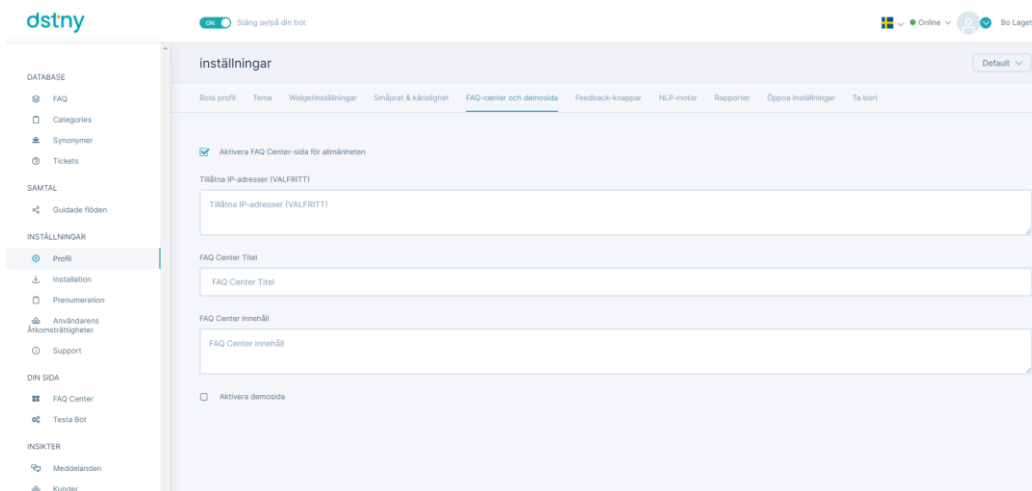 dstny
ON Stäng av/på din bot
Online
Bo Laget
DATABASE
FAQ
Categories
Synonymer
Tickets
SAMTAL
Guidade flöden
INSTÄLLNINGAR
Profil
Installation
Prenumeration
Användarens
Åtkomsträttigheter
Support
DIN SIDA
FAQ Center
Testa Bot
INSIKTER
Meddelanden
Kunder
inställningar
Default
Bots profil Tema Widgetinställningar Småprat & känslighet FAQ-center och demosida Feedback-knappar NLP-motor Rapporter Öppna inställningar Ta bort
Aktivera FAQ Center-sida för allmänheten
Tillåtna IP-adresser (VALFRITT)
Tillåtna IP-adresser (VALFRITT)
FAQ Center Titel
FAQ Center Titel
FAQ Center innehåll
FAQ Center innehåll
Aktivera demosida